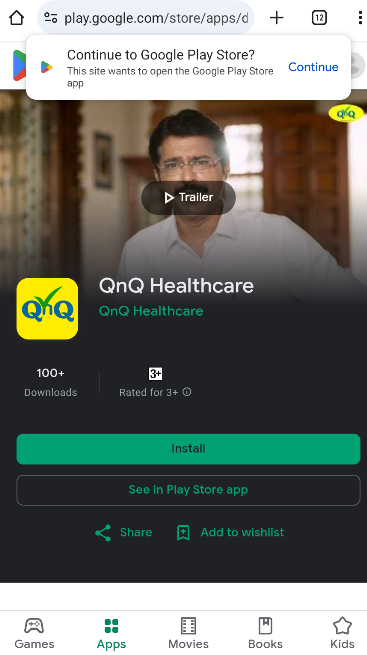 play.google.com/store/apps/d
12
Continue to Google Play Store?
This site wants to open the Google Play Store
app
Continue
QnQ
Trailer
QnQ
QnQ Healthcare
QnQ Healthcare
100+
Downloads
3+
Rated for 3+
Install
See in Play Store app
Share
Add to wishlist
Games
Apps
Movies
Books
Kids